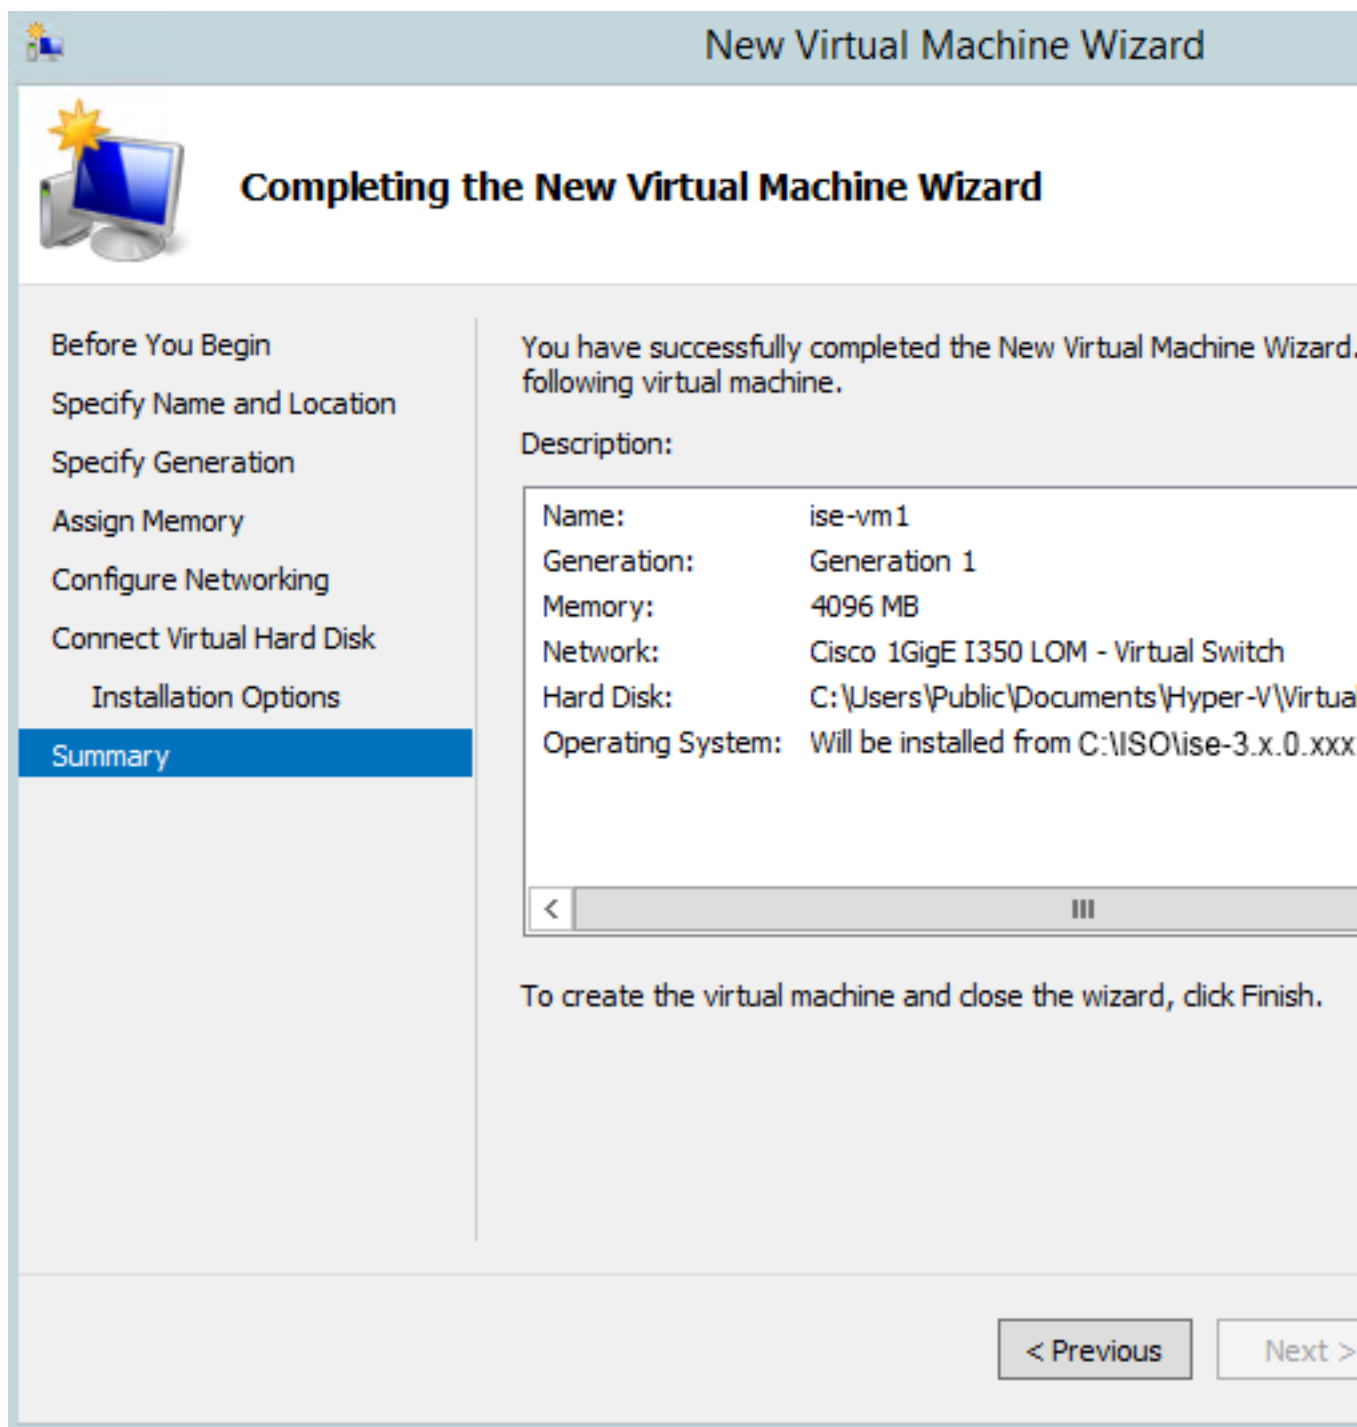 New Virtual Machine Wizard
Completing the New Virtual Machine Wizard
Before You Begin
Specify Name and Location
Specify Generation
Assign Memory
Configure Networking
Connect Virtual Hard Disk
Installation Options
Summary
You have successfully completed the New Virtual Machine Wizard.
following virtual machine.
Description:
Name: ise-vm1
Generation: Generation 1
Memory: 4096 MB
Network: Cisco 1GigE I350 LOM - Virtual Switch
Hard Disk: C:\Users\Public\Documents\Hyper-V\Virtual
Operating System: Will be installed from C:\ISO\ise-3.x.0.xxx
To create the virtual machine and close the wizard, click Finish.
< Previous
Next >